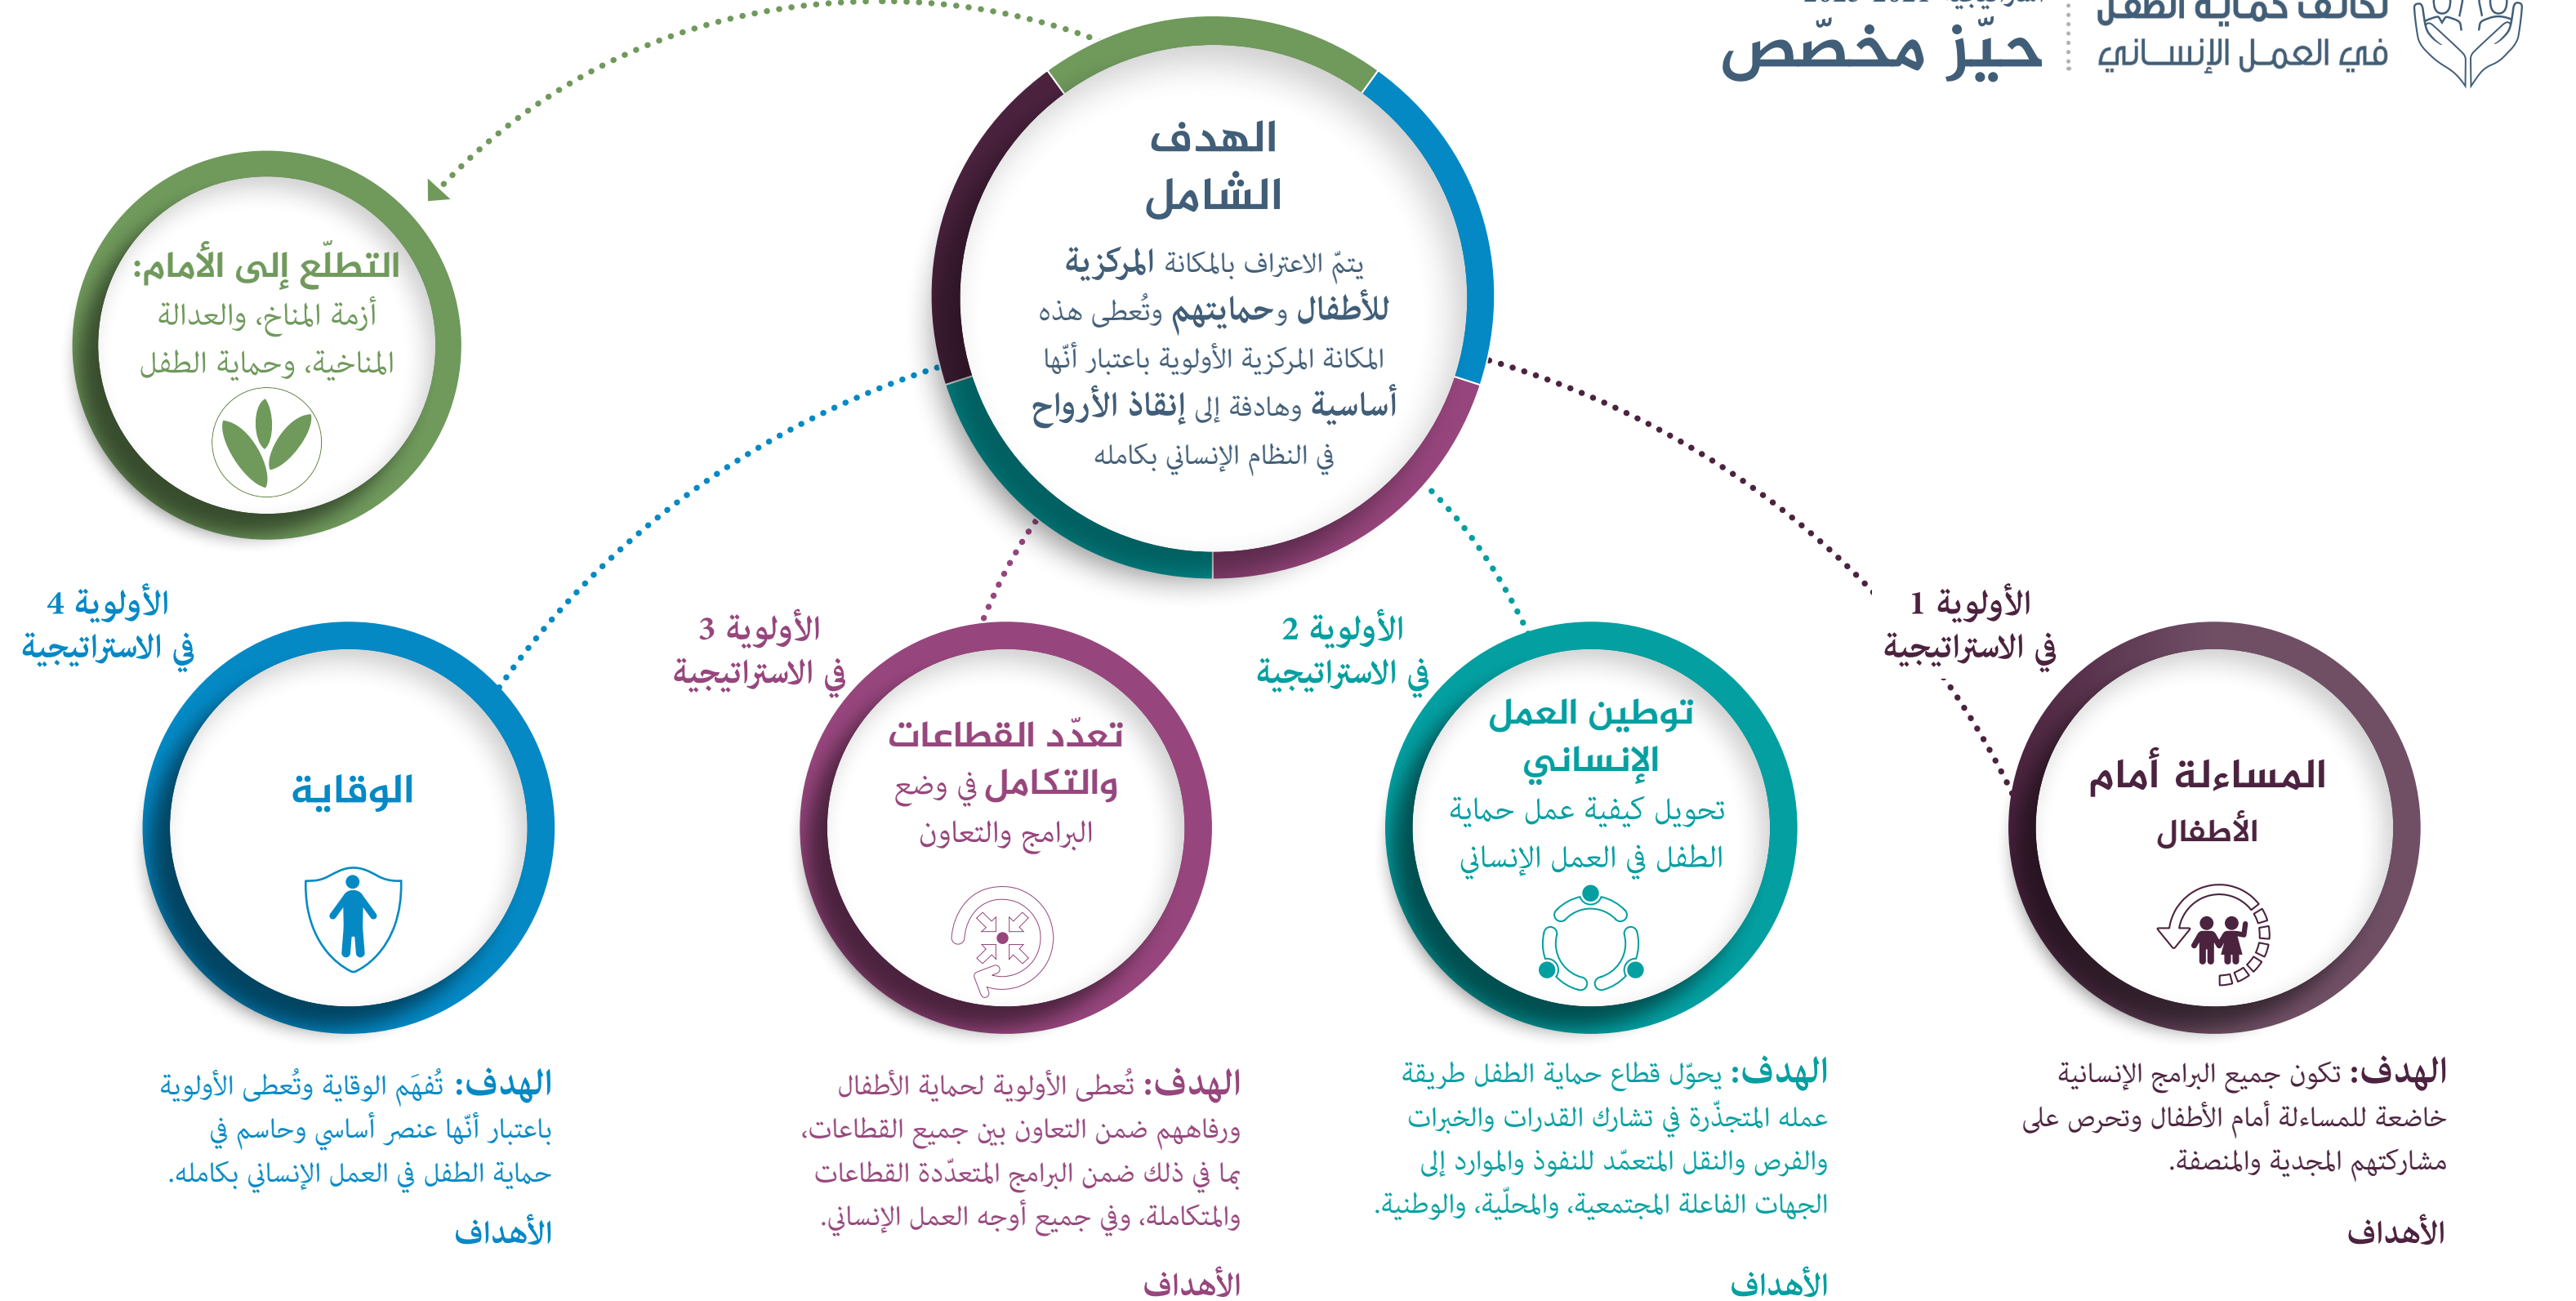 تحالف حماية الطفل
في العمل الإنساني
حيّز مخصّص
الهدف
الشامل
يتمّ الاعتراف بالمكانة المركزية
للأطفال وحمايتهم وتُعطى هذه
المكانة المركزية الأولوية باعتبار أنّها
أساسية وهادفة إلى إنقاذ الأرواح
في النظام الإنساني بكامله
التطلّع إلى الأمام:
أزمة المناخ، والعدالة
المناخية، وحماية الطفل
الأولوية 1
في الاستراتيجية
المساءلة أمام
الأطفال
الهدف: تكون جميع البرامج الإنسانية
خاضعة للمساءلة أمام الأطفال وتحرص على
مشاركتهم المجدية والمنصفة.
الأهداف
الأولوية 2
في الاستراتيجية
توطين العمل
الإنساني
تحويل كيفية عمل حماية
الطفل في العمل الإنساني
الهدف: يحوّل قطاع حماية الطفل طريقة
عمله المتجذّرة في تشارك القدرات والخبرات
والفرص والنقل المتعمّد للنفوذ والموارد إلى
الجهات الفاعلة المجتمعية، والمحلّية، والوطنية.
الأهداف
الأولوية 3
في الاستراتيجية
تعدّد القطاعات
والتكامل في وضع
البرامج والتعاون
الهدف: تُعطى الأولوية لحماية الأطفال
ورفاههم ضمن التعاون بين جميع القطاعات،
بما في ذلك ضمن البرامج المتعدّدة القطاعات
والمتكاملة، وفي جميع أوجه العمل الإنساني.
الأهداف
الأولوية 4
في الاستراتيجية
الوقاية
الهدف: تُفهَم الوقاية وتُعطى الأولوية
باعتبار أنّها عنصر أساسي وحاسم في
حماية الطفل في العمل الإنساني بكامله.
الأهداف